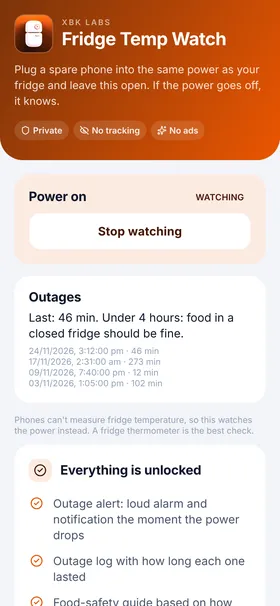 XBK LABS
Fridge Temp Watch
Plug a spare phone into the same power as your
fridge and leave this open. If the power goes off,
it knows.
Private
No tracking
No ads
Power on
WATCHING
Stop watching
Outages
Last: 46 min. Under 4 hours: food in a
closed fridge should be fine.
24/11/2026, 3:12:00 pm · 46 min
17/11/2026, 2:31:00 am · 273 min
09/11/2026, 7:40:00 pm · 12 min
03/11/2026, 1:05:00 pm · 102 min
Phones can't measure fridge temperature, so this watches
the power instead. A fridge thermometer is the best check.
Everything is unlocked
Outage alert: loud alarm and
notification the moment the power
drops
Outage log with how long each one
lasted
Food-safety guide based on how